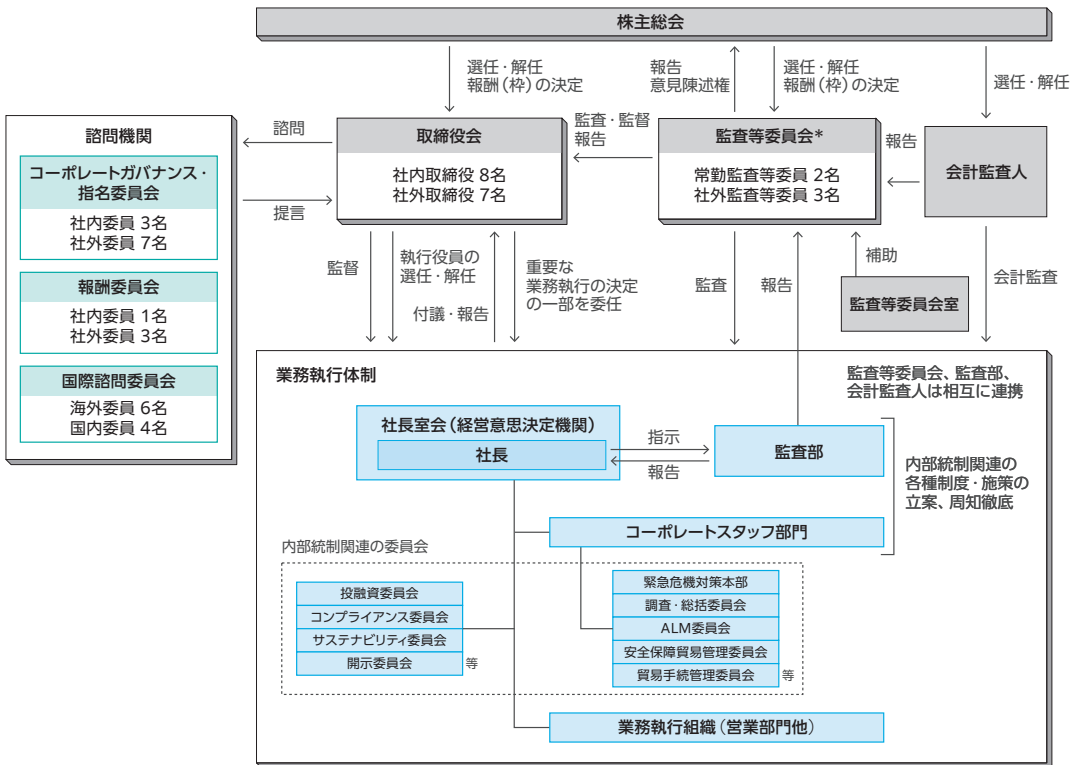 株主総会
選任・解任
報酬(枠)の決定
報告
意見陳述権
選任・解任
報酬(枠)の決定
選任・解任
諮問機関
コーポレートガバナンス・
指名委員会
社内委員 3名
社外委員 7名
報酬委員会
社内委員 1名
社外委員 3名
国際諮問委員会
海外委員 6名
国内委員 4名
諮問
提言
取締役会
社内取締役 8名
社外取締役 7名
監査・監督
報告
監査等委員会*
常勤監査等委員 2名
社外監査等委員 3名
報告
会計監査人
監督
執行役員の
選任・解任
付議・報告
重要な
業務執行の決定
の一部を委任
監査
報告
補助
監査等委員会室
会計監査
業務執行体制
監査等委員会、監査部、
会計監査人は相互に連携
社長室会(経営意思決定機関)
社長
指示
報告
監査部
内部統制関連の
各種制度・施策の
立案、周知徹底
コーポレートスタッフ部門
内部統制関連の委員会
投融資委員会
コンプライアンス委員会
サステナビリティ委員会
開示委員会
等
緊急危機対策本部
調査・総括委員会
ALM委員会
安全保障貿易管理委員会
貿易手続管理委員会
等
業務執行組織(営業部門他)